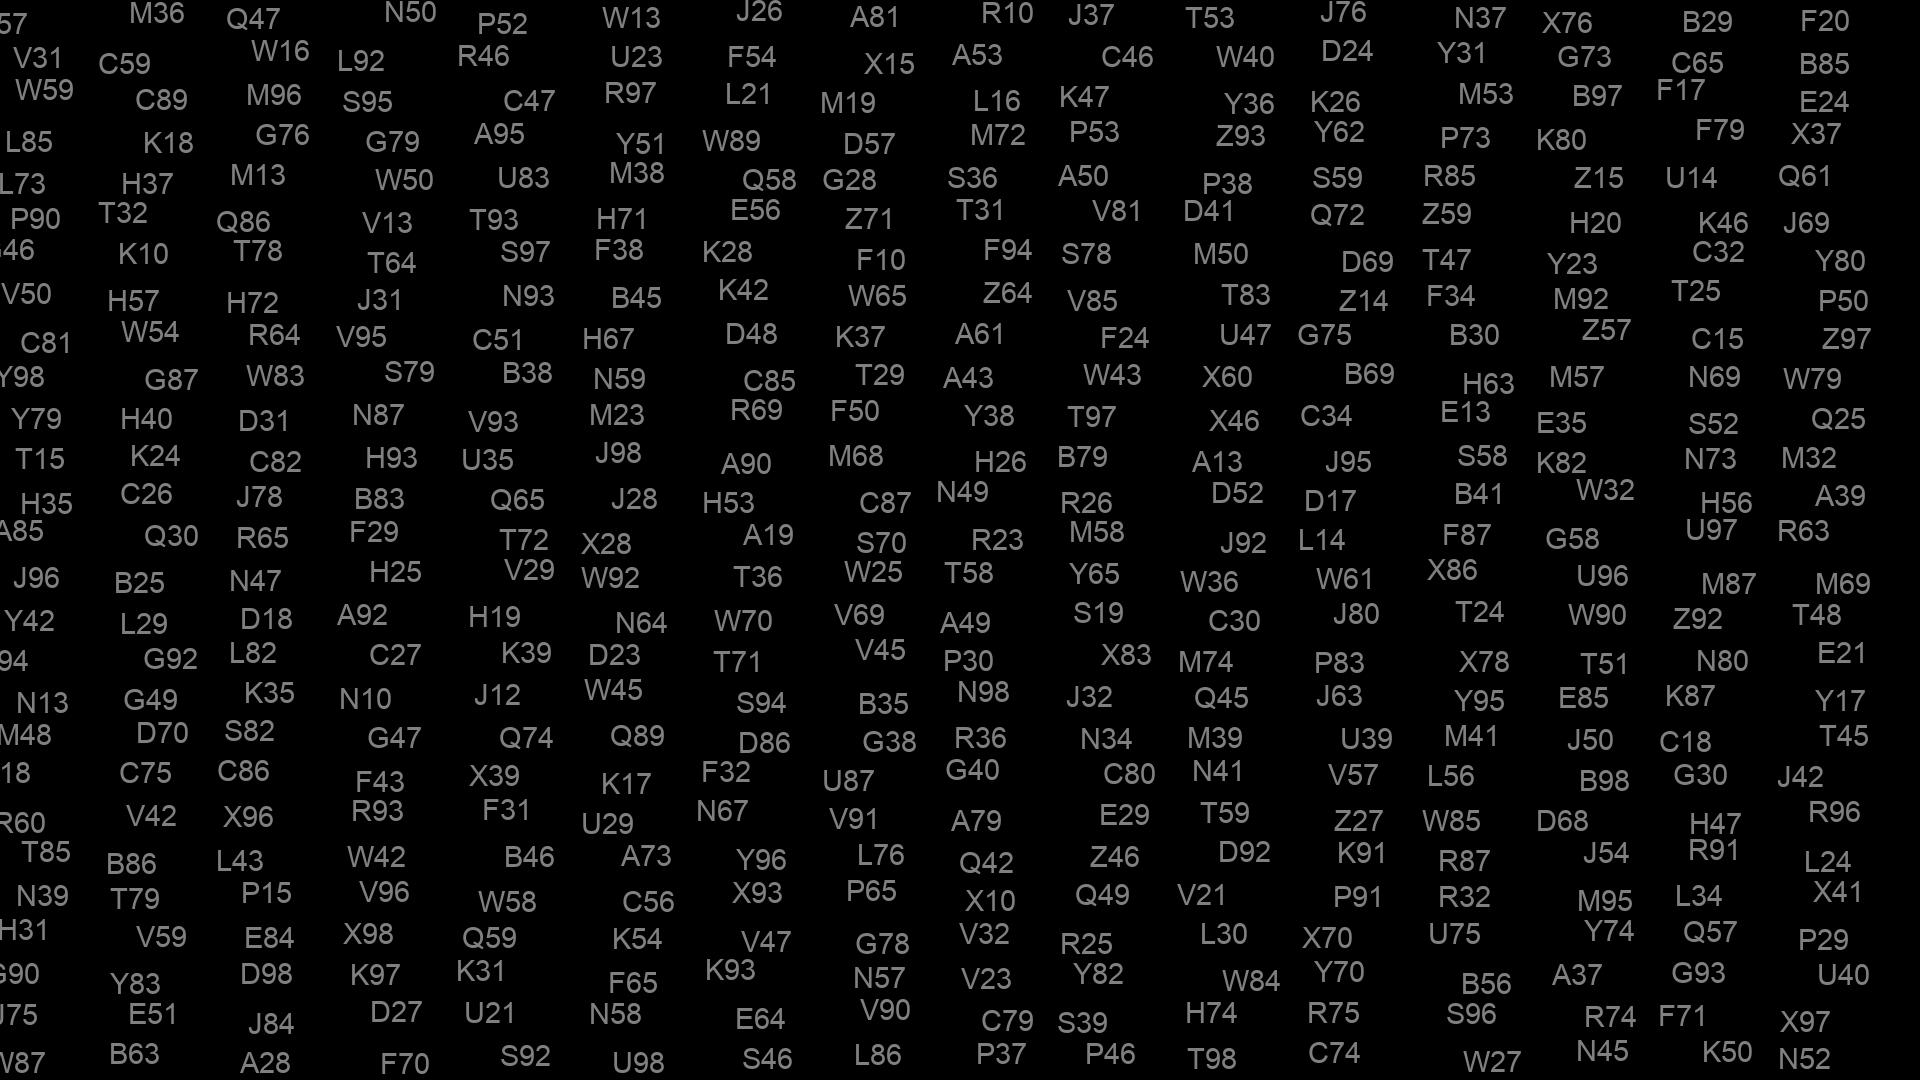 57 M36 Q47 N50 P52 W13 J26 A81 R10 J37 T53 J76 N37 X76 B29 F20
V31 C59 W16 L92 R46 U23 F54 X15 A53 C46 W40 D24 Y31 G73 C65 B85
W59 C89 M96 S95 C47 R97 L21 M19 L16 K47 Y36 K26 M53 B97 F17 E24
L85 K18 G76 G79 A95 Y51 W89 D57 M72 P53 Z93 Y62 P73 K80 F79 X37
L73 H37 M13 W50 U83 M38 Q58 G28 S36 A50 P38 S59 R85 Z15 U14 Q61
P90 T32 Q86 V13 T93 H71 E56 Z71 T31 V81 D41 Q72 Z59 H20 K46 J69
46 K10 T78 T64 S97 F38 K28 F10 F94 S78 M50 D69 T47 Y23 C32 Y80
V50 H57 H72 J31 N93 B45 K42 W65 Z64 V85 T83 Z14 F34 M92 T25 P50
C81 W54 R64 V95 C51 H67 D48 K37 A61 F24 U47 G75 B30 Z57 C15 Z97
Y98 G87 W83 S79 B38 N59 C85 T29 A43 W43 X60 B69 H63 M57 N69 W79
Y79 H40 D31 N87 V93 M23 R69 F50 Y38 T97 X46 C34 E13 E35 S52 Q25
T15 K24 C82 H93 U35 J98 A90 M68 H26 B79 A13 J95 S58 K82 N73 M32
H35 C26 J78 B83 Q65 J28 H53 C87 N49 R26 D52 D17 B41 W32 H56 A39
A85 Q30 R65 F29 T72 X28 A19 S70 R23 M58 J92 L14 F87 G58 U97 R63
J96 B25 N47 H25 V29 W92 T36 W25 T58 Y65 W36 W61 X86 U96 M87 M69
Y42 L29 D18 A92 H19 N64 W70 V69 A49 S19 C30 J80 T24 W90 Z92 T48
94 G92 L82 C27 K39 D23 T71 V45 P30 X83 M74 P83 X78 T51 N80 E21
N13 G49 K35 N10 J12 W45 S94 B35 N98 J32 Q45 J63 Y95 E85 K87 Y17
M48 D70 S82 G47 Q74 Q89 D86 G38 R36 N34 M39 U39 M41 J50 C18 T45
18 C75 C86 F43 X39 K17 F32 U87 G40 C80 N41 V57 L56 B98 G30 J42
R60 V42 X96 R93 F31 U29 N67 V91 A79 E29 T59 Z27 W85 D68 H47 R96
T85 B86 L43 W42 B46 A73 Y96 L76 Q42 Z46 D92 K91 R87 J54 R91 L24
N39 T79 P15 V96 W58 C56 X93 P65 X10 Q49 V21 P91 R32 M95 L34 X41
H31 V59 E84 X98 Q59 K54 V47 G78 V32 R25 L30 X70 U75 Y74 Q57 P29
G90 Y83 D98 K97 K31 F65 K93 N57 V23 Y82 W84 Y70 B56 A37 G93 U40
75 E51 J84 D27 U21 N58 E64 V90 C79 S39 H74 R75 S96 R74 F71 X97
W87 B63 A28 F70 S92 U98 S46 L86 P37 P46 T98 C74 W27 N45 K50 N52